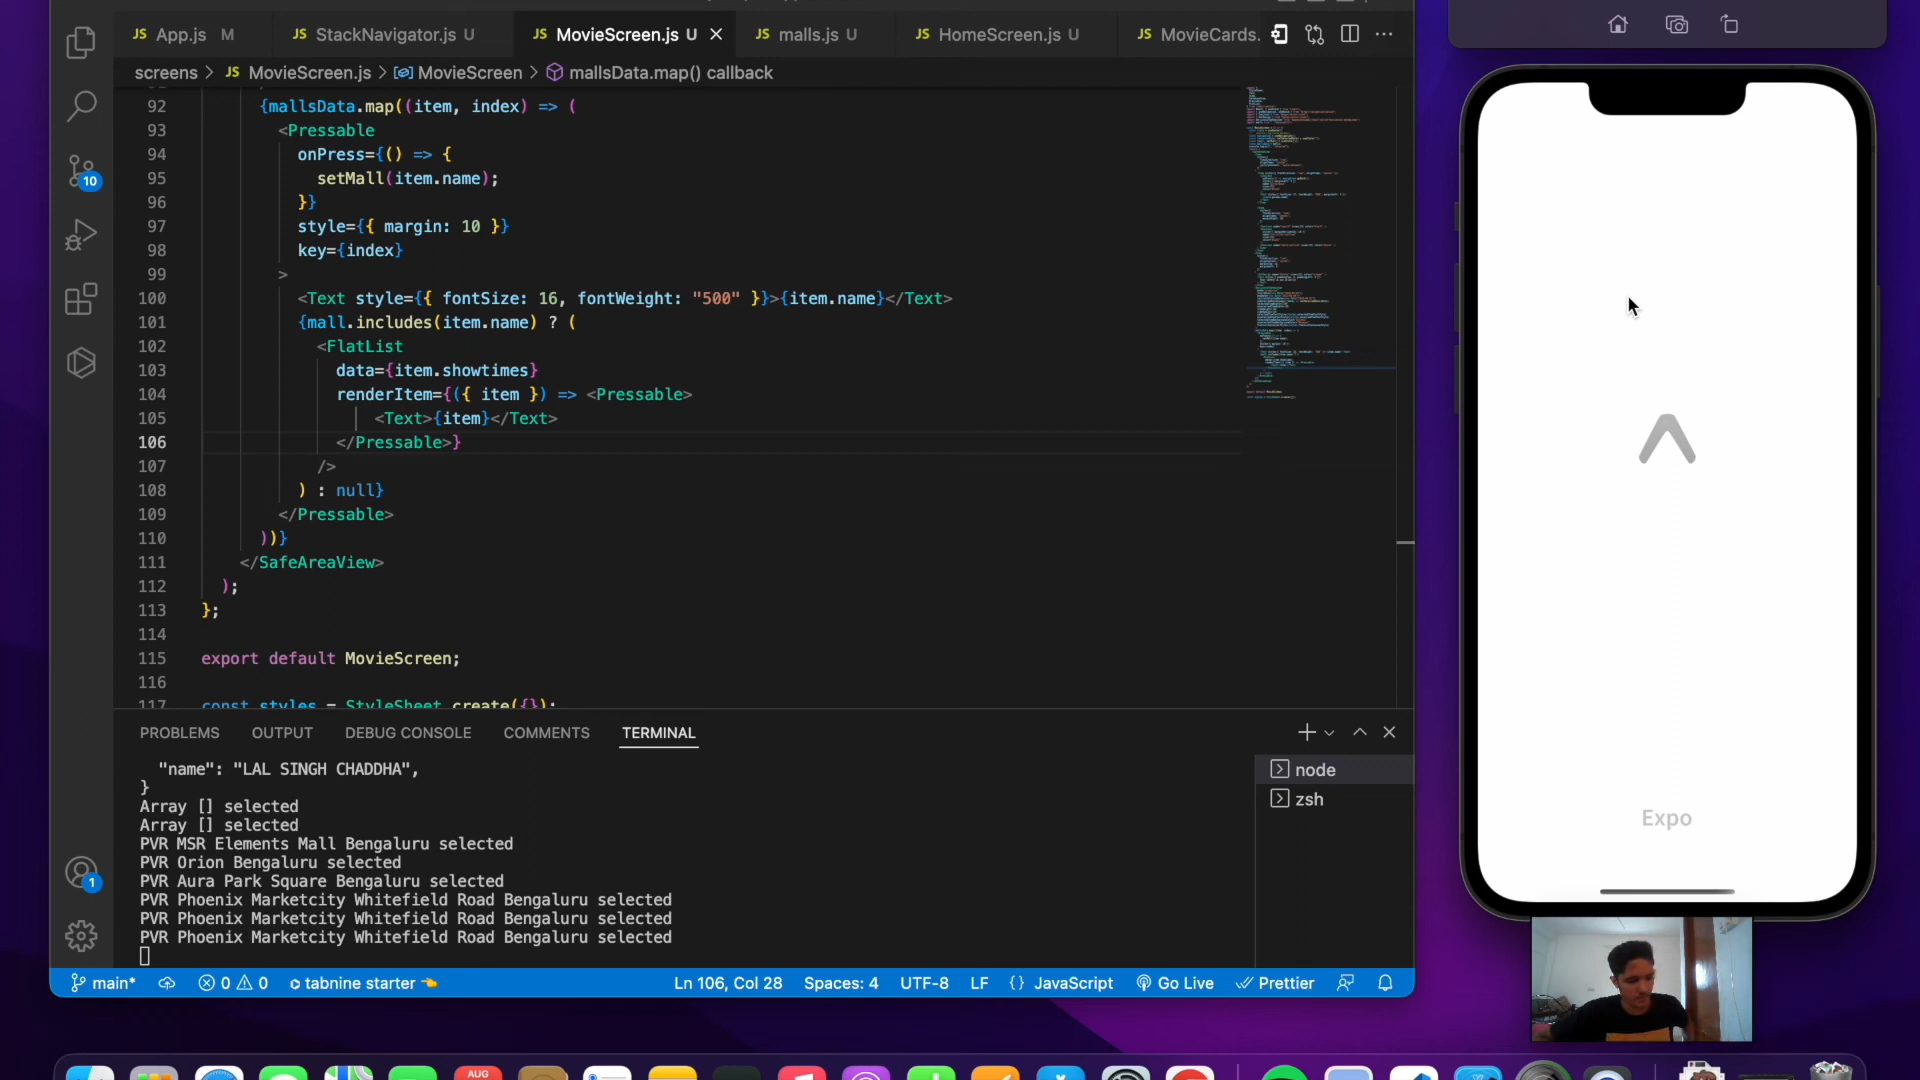 JS App.js M
JS StackNavigator.js U
JS MovieScreen.js U
JS malls.js U
JS HomeScreen.js U
JS MovieCards.
screens > JS MovieScreen.js > MovieScreen > mallsData.map() callback
92 {mallsData.map((item, index) => (
93 <Pressable
94 onPress={() => {
95 setMall(item.name);
96 }}
97 style={{ margin: 10 }}
98 key={index}
99 >
100 <Text style={{ fontSize: 16, fontWeight: "500" }}>{item.name}</Text>
101 {mall.includes(item.name) ? (
102 <FlatList
103 data={item.showtimes}
104 renderItem={({ item }) => <Pressable>
105 <Text>{item}</Text>
106 </Pressable>}
107 />
108 ) : null}
109 </Pressable>
110 ))}
111 </SafeAreaView>
112 );
113 };
114
115 export default MovieScreen;
116
117 const styles = StyleSheet.create({});
PROBLEMS OUTPUT DEBUG CONSOLE COMMENTS TERMINAL
"name": "LAL SINGH CHADDHA",
}
Array [] selected
Array [] selected
PVR MSR Elements Mall Bengaluru selected
PVR Orion Bengaluru selected
PVR Aura Park Square Bengaluru selected
PVR Phoenix Marketcity Whitefield Road Bengaluru selected
PVR Phoenix Marketcity Whitefield Road Bengaluru selected
PVR Phoenix Marketcity Whitefield Road Bengaluru selected
node
zsh
10
1
main* 0 0 tabnine starter Ln 106, Col 28 Spaces: 4 UTF-8 LF {} JavaScript Go Live Prettier
Expo
AUG